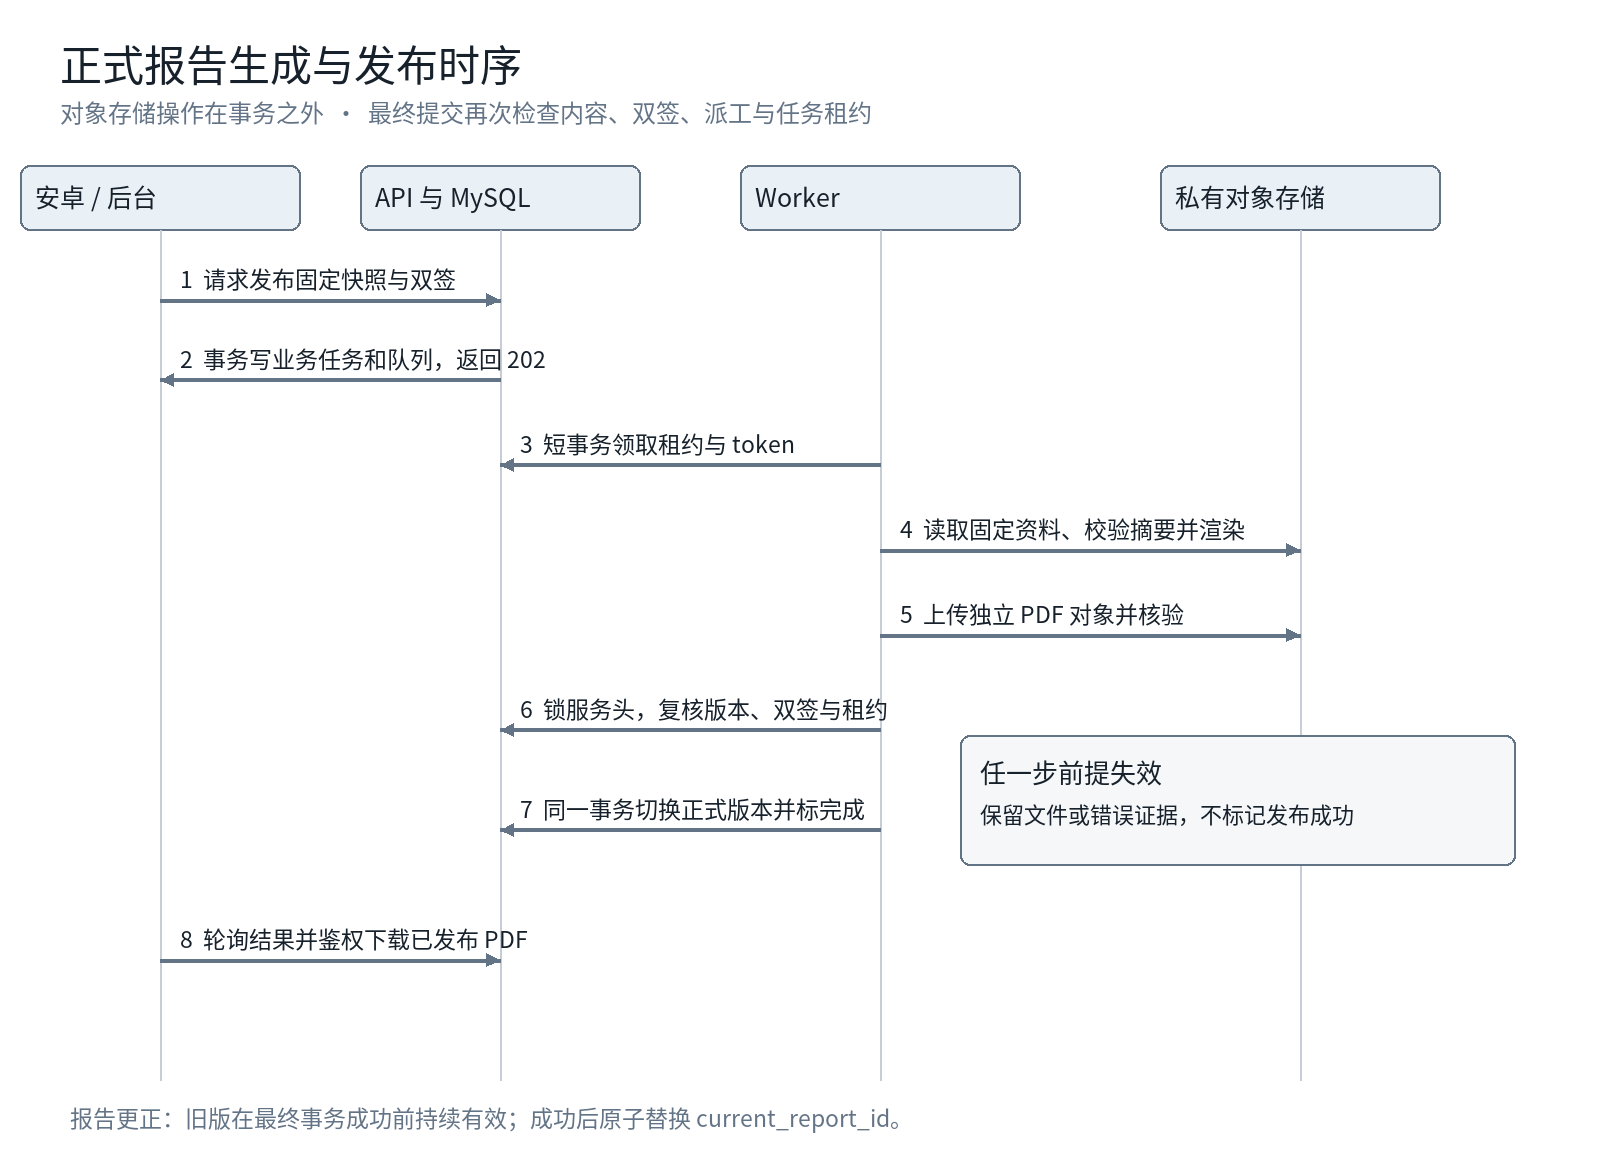 正式报告生成与发布时序
对象存储操作在事务之外 • 最终提交再次检查内容、双签、派工与任务租约
安卓 / 后台
API 与 MySQL
Worker
私有对象存储
1 请求发布固定快照与双签
2 事务写业务任务和队列，返回 202
3 短事务领取租约与 token
4 读取固定资料、校验摘要并渲染
5 上传独立 PDF 对象并核验
6 锁服务头，复核版本、双签与租约
任一步前提失效
保留文件或错误证据，不标记发布成功
7 同一事务切换正式版本并标完成
8 轮询结果并鉴权下载已发布 PDF
报告更正：旧版在最终事务成功前持续有效；成功后原子替换 current_report_id。